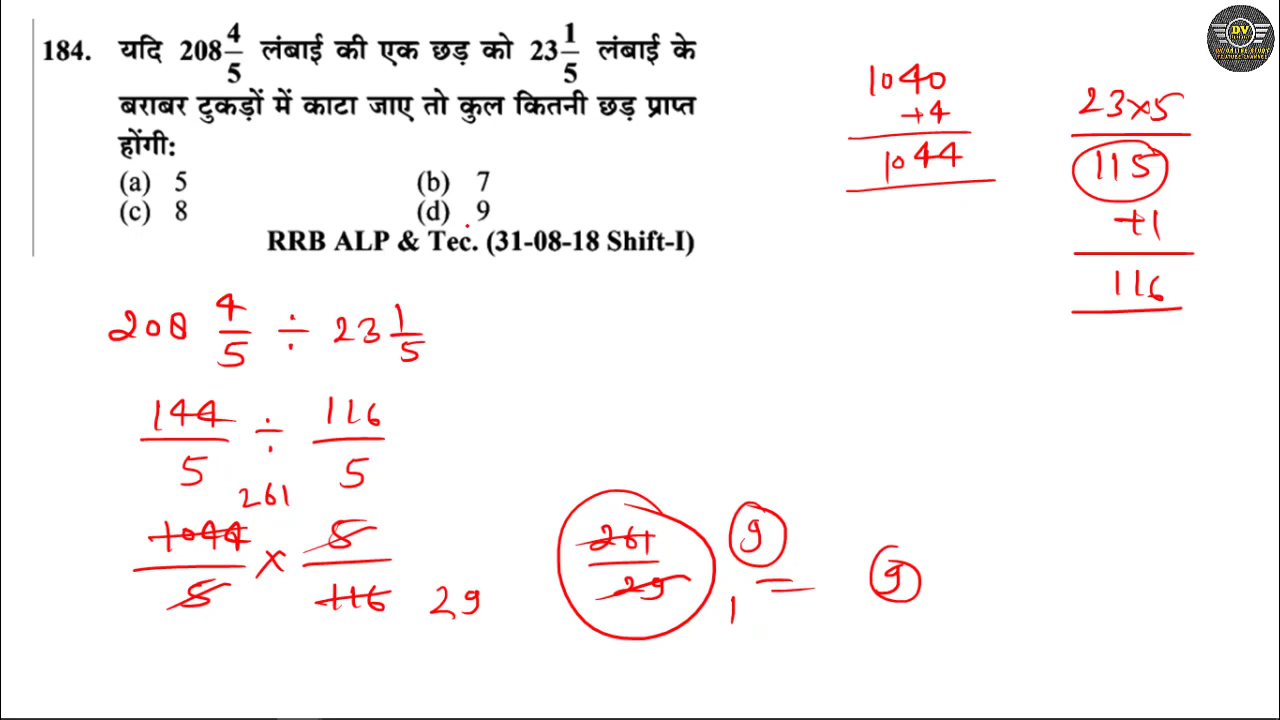 184. यदि 208 4/5 लंबाई की एक छड़ को 23 1/5 लंबाई के
बराबर टुकड़ों में काटा जाए तो कुल कितनी छड़ प्राप्त
होंगी:
(a) 5 (b) 7
(c) 8 (d) 9
RRB ALP & Tec. (31-08-18 Shift-I)
1040
+4
1044
23×5
115
+1
116
208 4/5 ÷ 23 1/5
144/5 ÷ 116/5
261
1044/5 × 5/116 29
261/29 9
1 = 9
DV